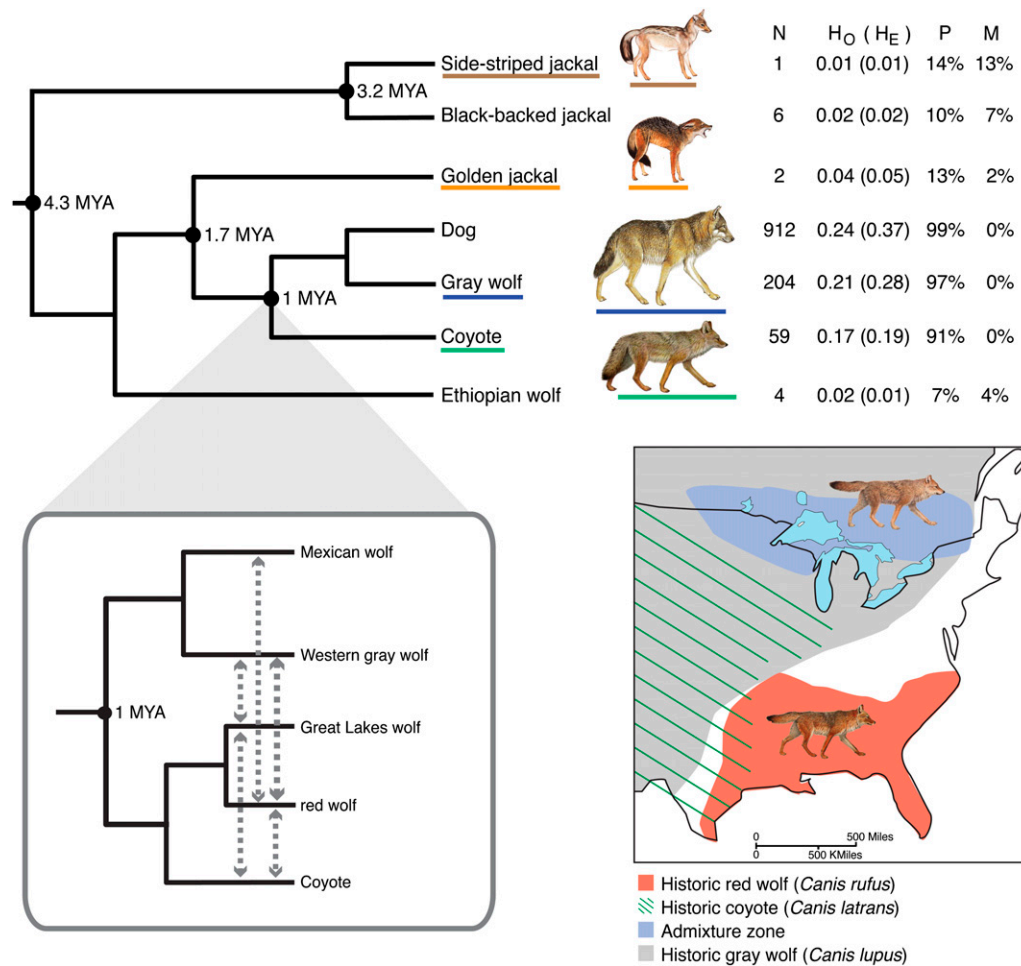 N HO (HE) P M
Side-striped jackal 1 0.01 (0.01) 14% 13%
3.2 MYA
Black-backed jackal 6 0.02 (0.02) 10% 7%
Golden jackal 2 0.04 (0.05) 13% 2%
4.3 MYA
Dog 912 0.24 (0.37) 99% 0%
1.7 MYA
Gray wolf 204 0.21 (0.28) 97% 0%
1 MYA
Coyote 59 0.17 (0.19) 91% 0%
Ethiopian wolf 4 0.02 (0.01) 7% 4%
Mexican wolf
Western gray wolf
1 MYA
Great Lakes wolf
red wolf
Coyote
0 500 Miles
0 500 KMiles
Historic red wolf (Canis rufus)
Historic coyote (Canis latrans)
Admixture zone
Historic gray wolf (Canis lupus)